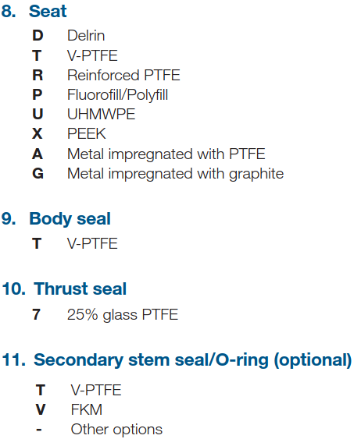 8. Seat
D Delrin
T V-PTFE
R Reinforced PTFE
P Fluorofill/Polyfill
U UHMWPE
X PEEK
A Metal impregnated with PTFE
G Metal impregnated with graphite
9. Body seal
T V-PTFE
10. Thrust seal
7 25% glass PTFE
11. Secondary stem seal/O-ring (optional)
T V-PTFE
V FKM
- Other options